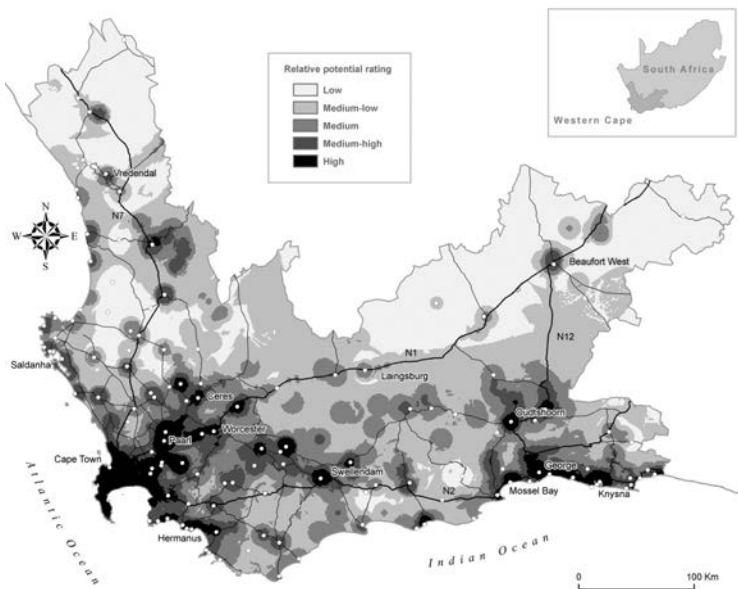 South Africa
Western Cape
Relative potential rating
Low
Medium-low
Medium
Medium-high
High
Vredendal
N7
N
W E
S
Beaufort West
N1
N12
Saldanha
Laingsburg
Ceres
Oudtshoorn
Worcester
Paarl
Cape Town
Swellendam
George
N2
Mossel Bay
Knysna
Hermanus
Atlantic Ocean
Indian Ocean
0 100 Km